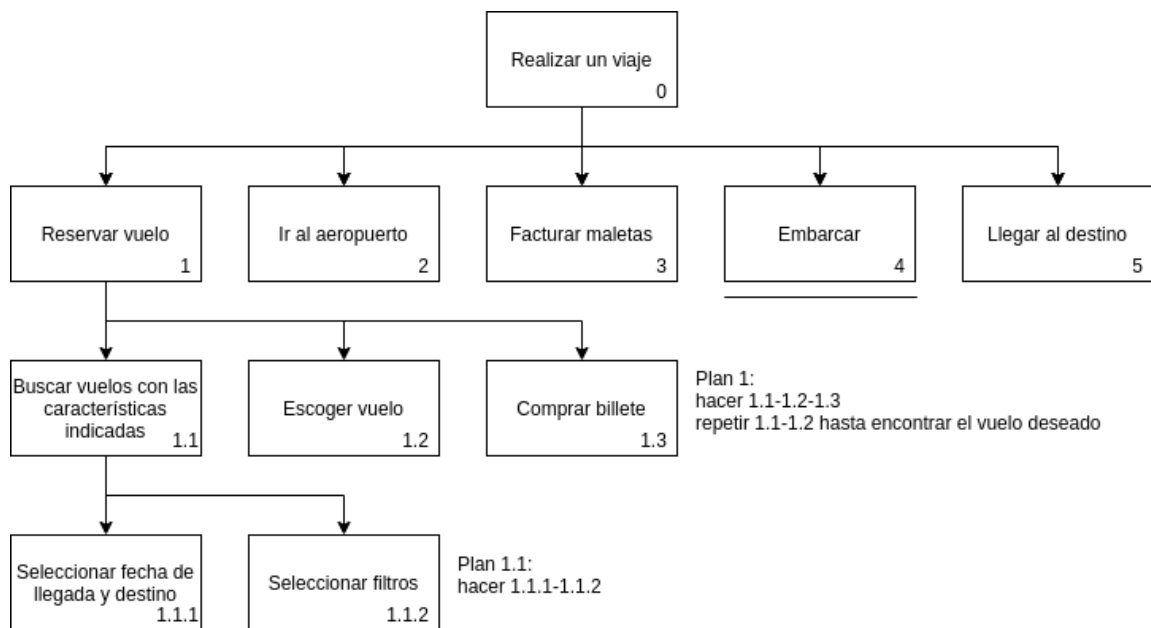 Realizar un viaje
0
Reservar vuelo
1
Ir al aeropuerto
2
Facturar maletas
3
Embarcar
4
Llegar al destino
5
Buscar vuelos con las
características
indicadas
1.1
Escoger vuelo
1.2
Comprar billete
1.3
Plan 1:
hacer 1.1-1.2-1.3
repetir 1.1-1.2 hasta encontrar el vuelo deseado
Seleccionar fecha de
llegada y destino
1.1.1
Seleccionar filtros
1.1.2
Plan 1.1:
hacer 1.1.1-1.1.2